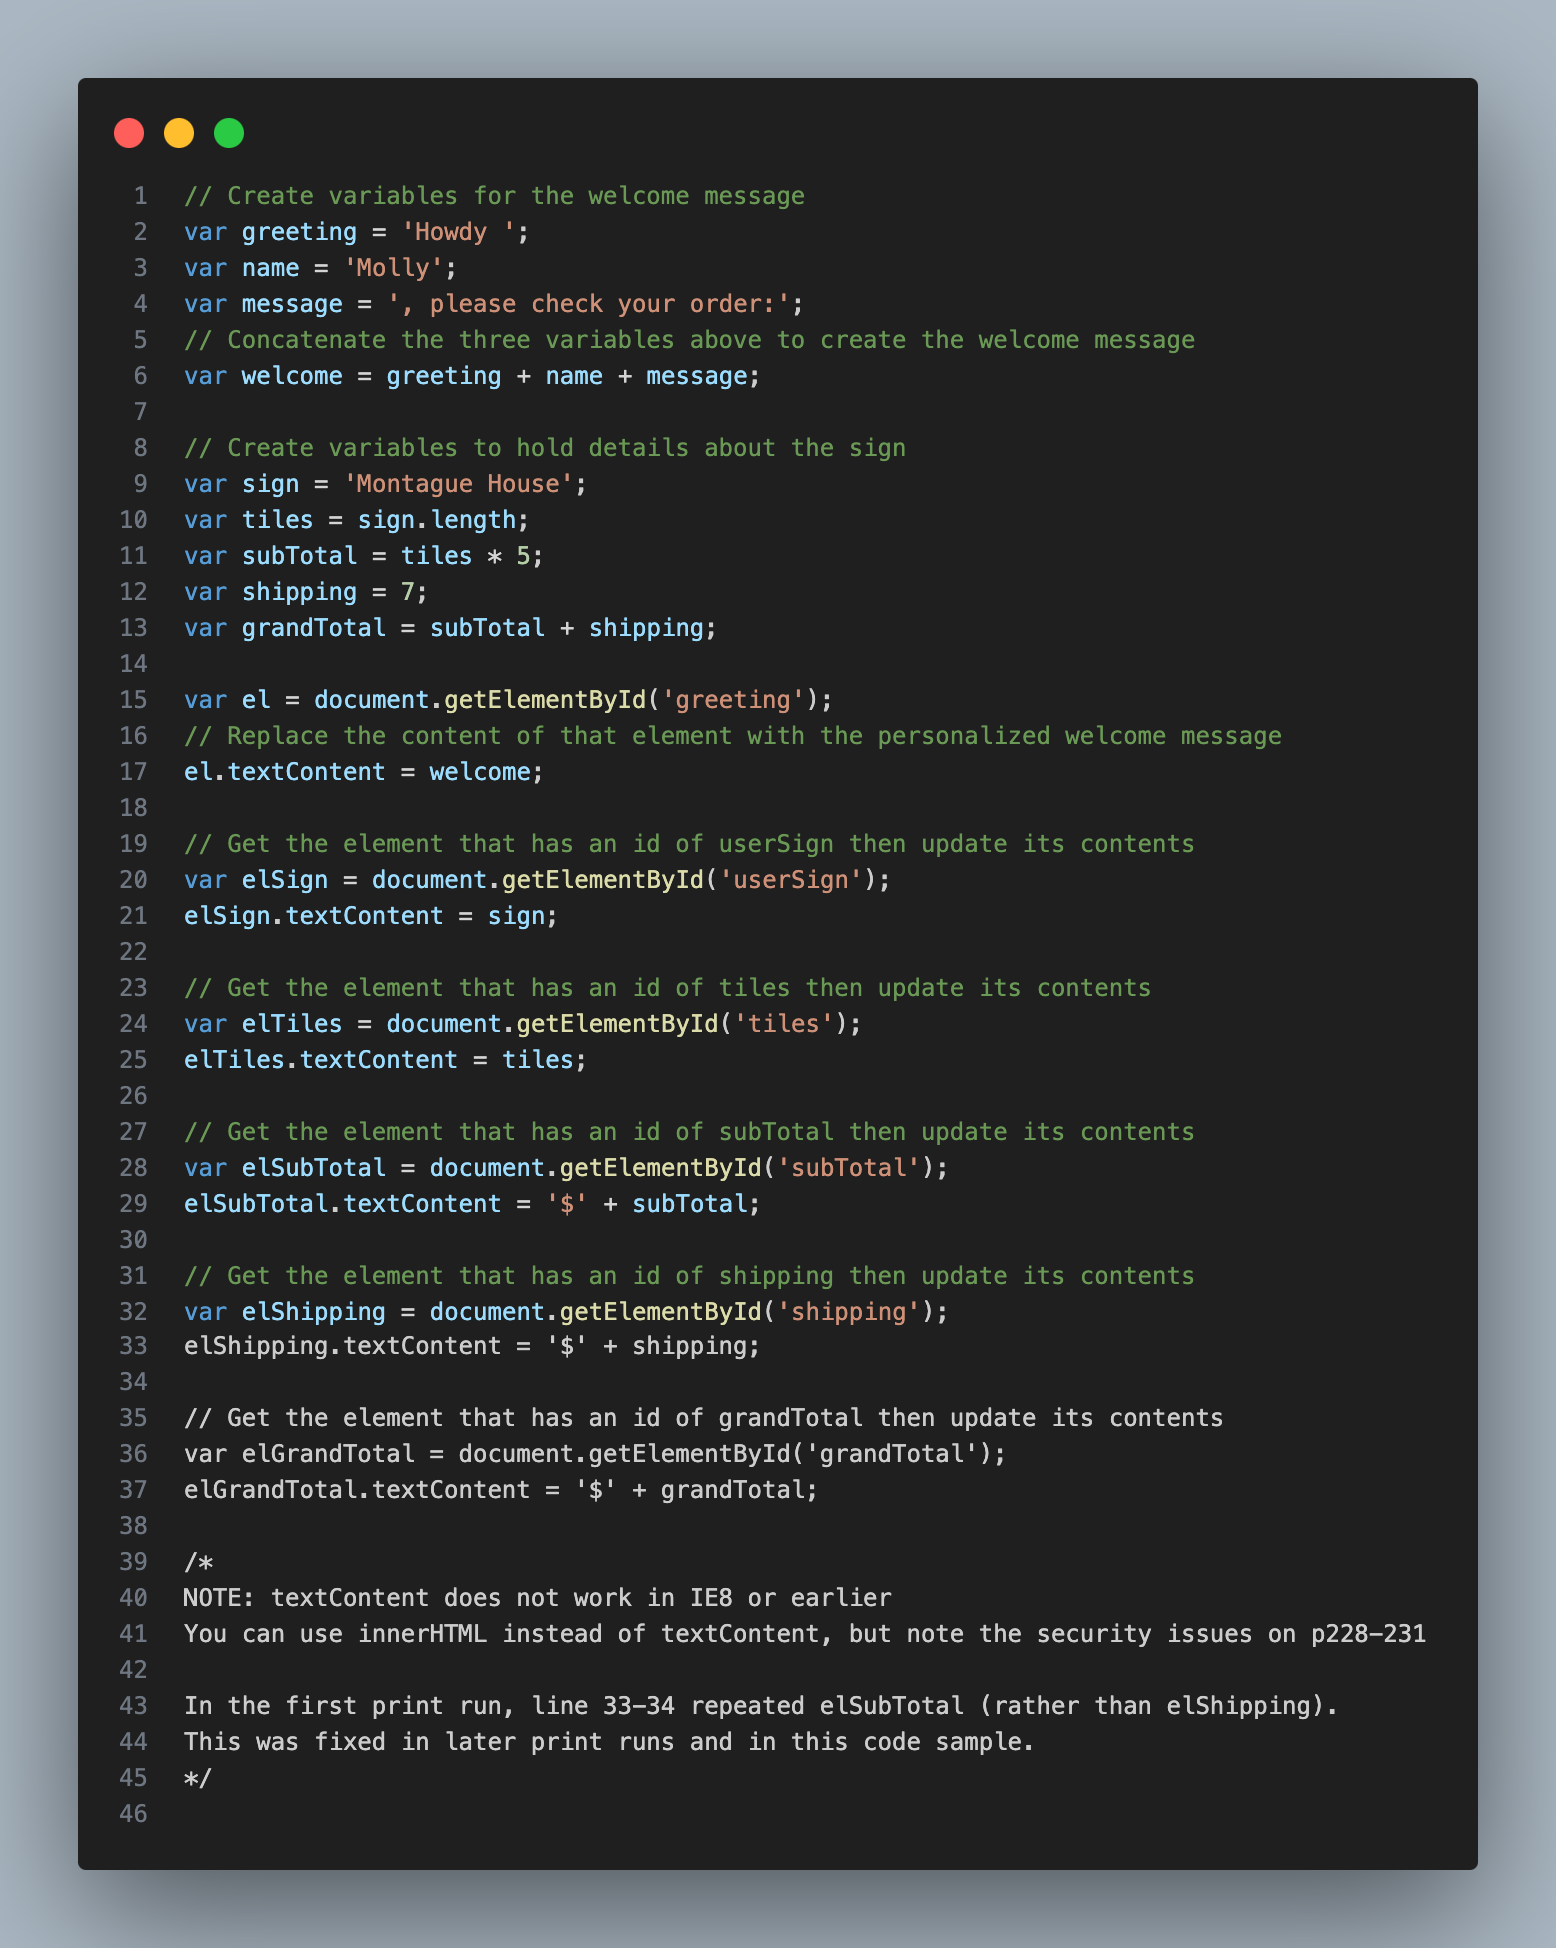 1 // Create variables for the welcome message
2 var greeting = 'Howdy ';
3 var name = 'Molly';
4 var message = ', please check your order:';
5 // Concatenate the three variables above to create the welcome message
6 var welcome = greeting + name + message;
7
8 // Create variables to hold details about the sign
9 var sign = 'Montague House';
10 var tiles = sign.length;
11 var subTotal = tiles * 5;
12 var shipping = 7;
13 var grandTotal = subTotal + shipping;
14
15 var el = document.getElementById('greeting');
16 // Replace the content of that element with the personalized welcome message
17 el.textContent = welcome;
18
19 // Get the element that has an id of userSign then update its contents
20 var elSign = document.getElementById('userSign');
21 elSign.textContent = sign;
22
23 // Get the element that has an id of tiles then update its contents
24 var elTiles = document.getElementById('tiles');
25 elTiles.textContent = tiles;
26
27 // Get the element that has an id of subTotal then update its contents
28 var elSubTotal = document.getElementById('subTotal');
29 elSubTotal.textContent = '$' + subTotal;
30
31 // Get the element that has an id of shipping then update its contents
32 var elShipping = document.getElementById('shipping');
33 elShipping.textContent = '$' + shipping;
34
35 // Get the element that has an id of grandTotal then update its contents
36 var elGrandTotal = document.getElementById('grandTotal');
37 elGrandTotal.textContent = '$' + grandTotal;
38
39 /*
40 NOTE: textContent does not work in IE8 or earlier
41 You can use innerHTML instead of textContent, but note the security issues on p228-231
42
43 In the first print run, line 33-34 repeated elSubTotal (rather than elShipping).
44 This was fixed in later print runs and in this code sample.
45 */
46